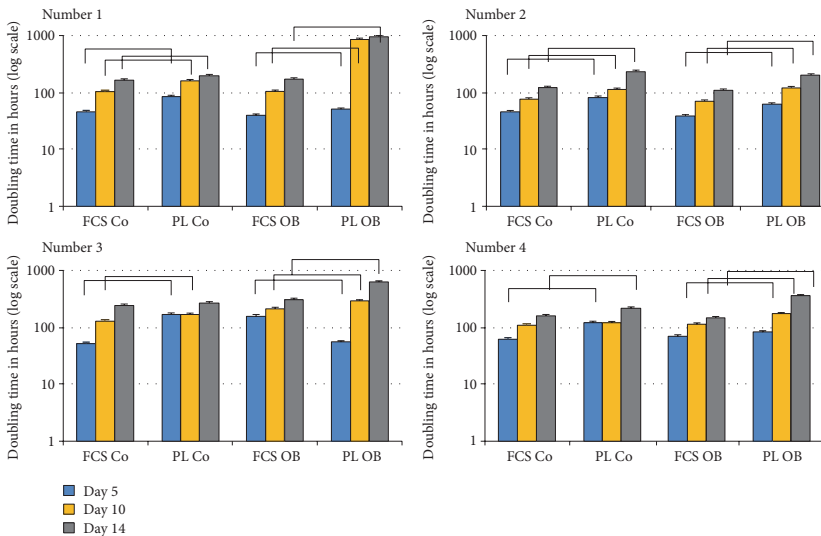 Number 1
Doubling time in hours (log scale)
1000
100
10
1
FCS Co PL Co FCS OB PL OB
Number 2
Doubling time in hours (log scale)
1000
100
10
1
FCS Co PL Co FCS OB PL OB
Number 3
Doubling time in hours (log scale)
1000
100
10
1
FCS Co PL Co FCS OB PL OB
Number 4
Doubling time in hours (log scale)
1000
100
10
1
FCS Co PL Co FCS OB PL OB
Day 5
Day 10
Day 14